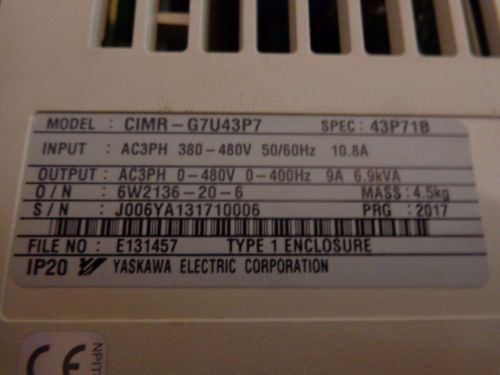 MODEL : CIMR-G7U43P7 SPEC: 43P71B
INPUT : AC3PH 380-480V 50/60Hz 10.8A
OUTPUT : AC3PH 0-480V 0-400Hz 9A 6.9kVA
O/N : 6W2136-20-6 MASS: 4.5kg
S/N : J006YA131710006 PRG : 2017
FILE NO : E131457 TYPE 1 ENCLOSURE
IP20 YASKAWA ELECTRIC CORPORATION
CE